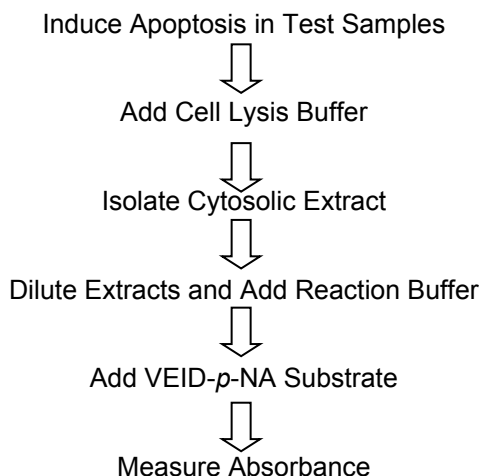 Induce Apoptosis in Test Samples
Add Cell Lysis Buffer
Isolate Cytosolic Extract
Dilute Extracts and Add Reaction Buffer
Add VEID-p-NA Substrate
Measure Absorbance